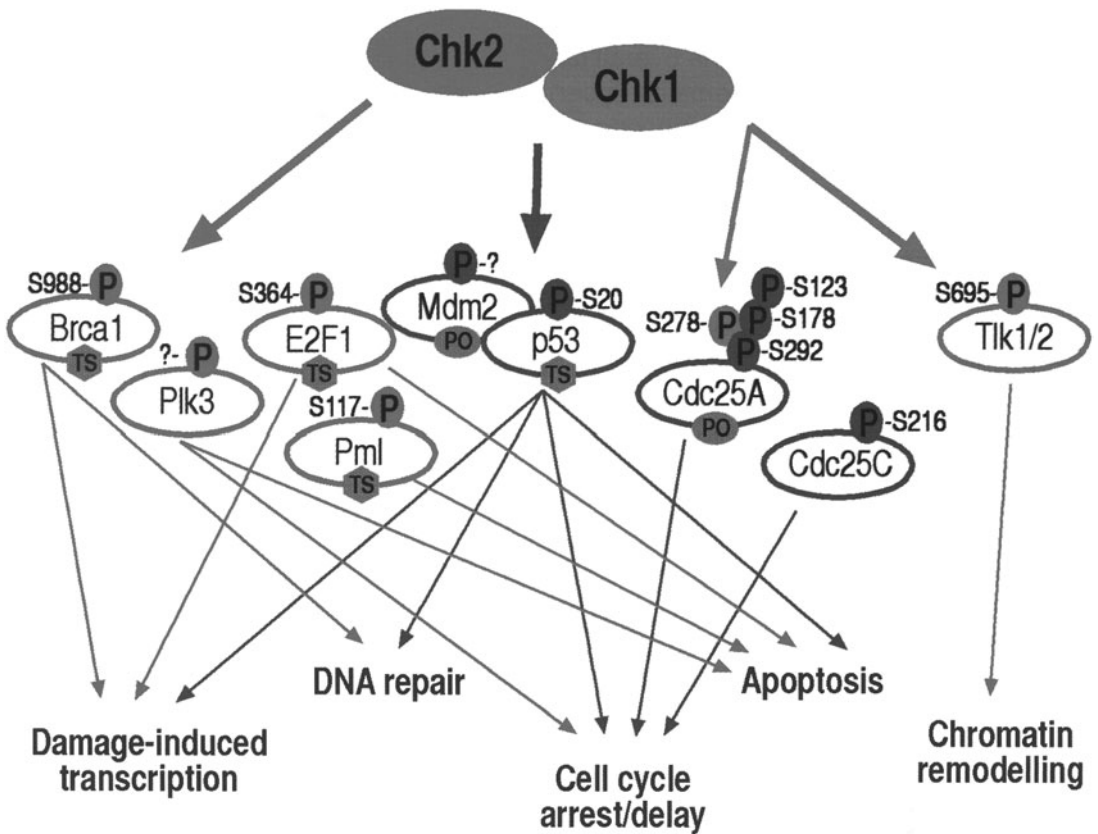 Chk2
Chk1
S988-P
Brca1
TS
?-P
Plk3
S364-P
E2F1
TS
S117-P
Pml
TS
P-?
Mdm2
PO
P-S20
p53
TS
P-S123
S278-P P-S178
P-S292
Cdc25A
PO
P-S216
Cdc25C
S695-P
Tlk1/2
DNA repair
Apoptosis
Damage-induced
transcription
Cell cycle
arrest/delay
Chromatin
remodelling